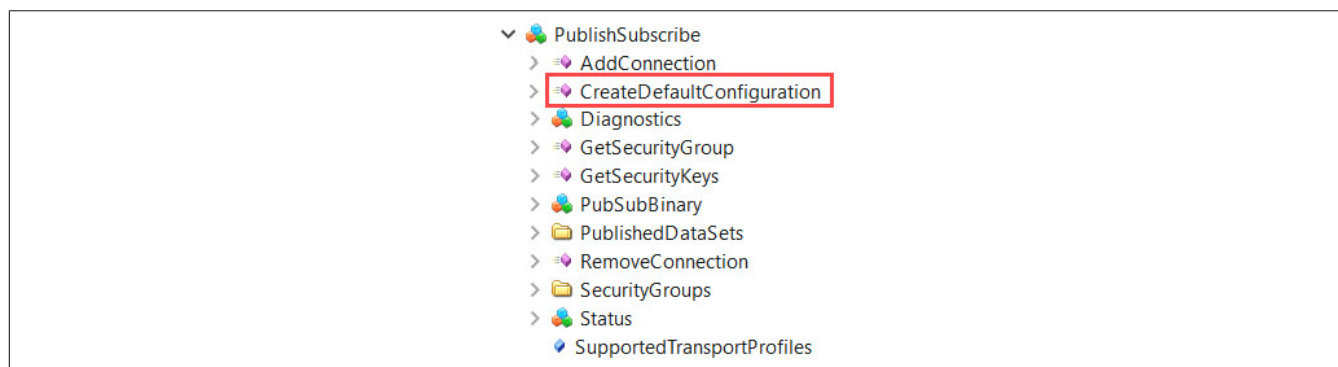 PublishSubscribe
AddConnection
CreateDefaultConfiguration
Diagnostics
GetSecurityGroup
GetSecurityKeys
PubSubBinary
PublishedDataSets
RemoveConnection
SecurityGroups
Status
SupportedTransportProfiles